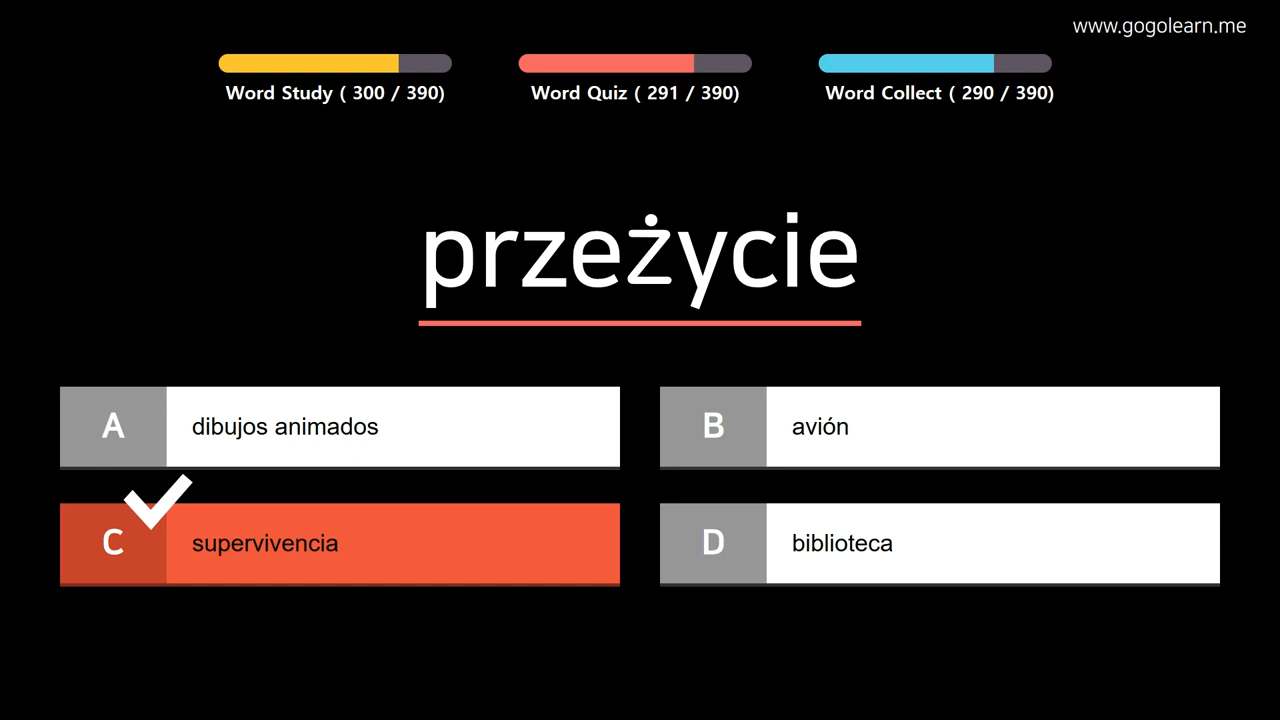 www.gogolearn.me
Word Study ( 300 / 390)
Word Quiz ( 291 / 390)
Word Collect ( 290 / 390)
przeżycie
A
dibujos animados
B
avión
C
supervivencia
D
biblioteca